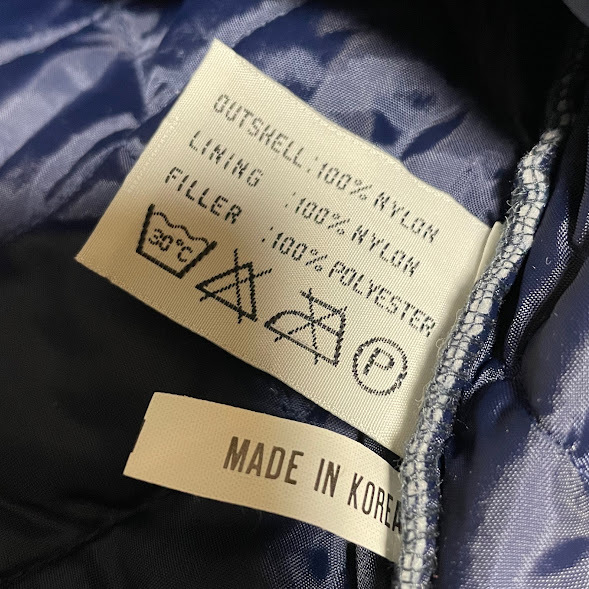 OUTSHELL : 100% NYLON
LINING : 100% NYLON
FILLER : 100% POLYESTER
30°C
P
MADE IN KOREA